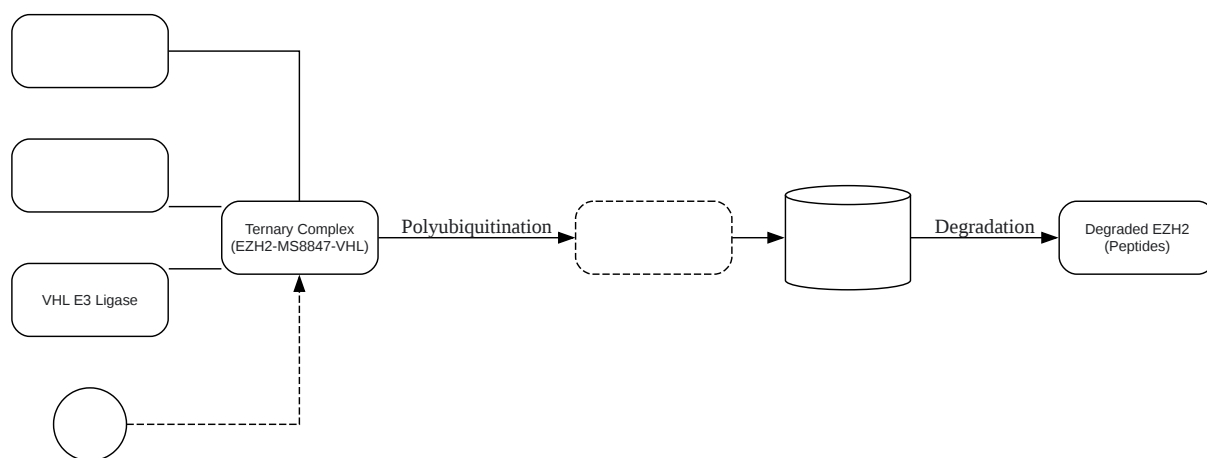 Ternary Complex
(EZH2-MS8847-VHL)
Polyubiquitination
Degradation
Degraded EZH2
(Peptides)
VHL E3 Ligase